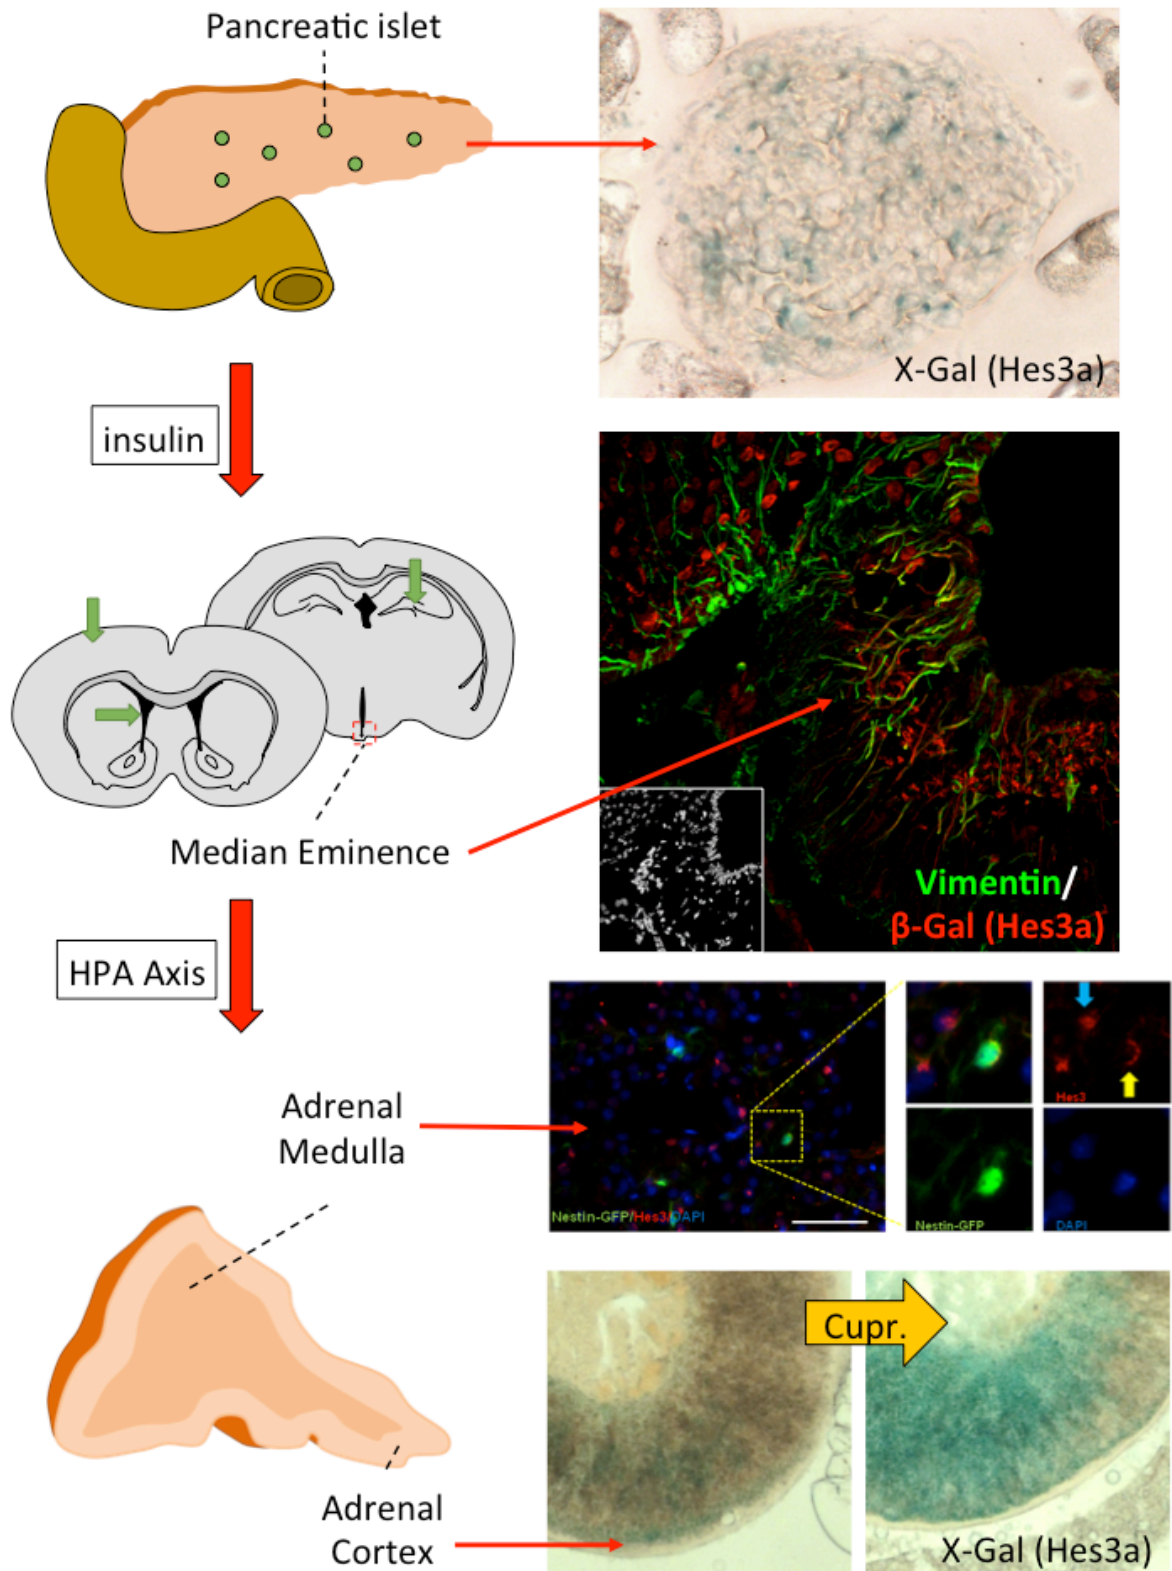 Pancreatic islet
X-Gal (Hes3a)
insulin
Median Eminence
Vimentin/
β-Gal (Hes3a)
HPA Axis
Adrenal
Medulla
Nestin-GFP/Hes3/DAPI
Hes3
Nestin-GFP
DAPI
Cupr.
Adrenal
Cortex
X-Gal (Hes3a)